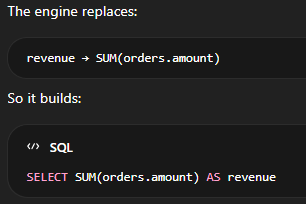 The engine replaces:
revenue → SUM(orders.amount)
So it builds:
</> SQL
SELECT SUM(orders.amount) AS revenue